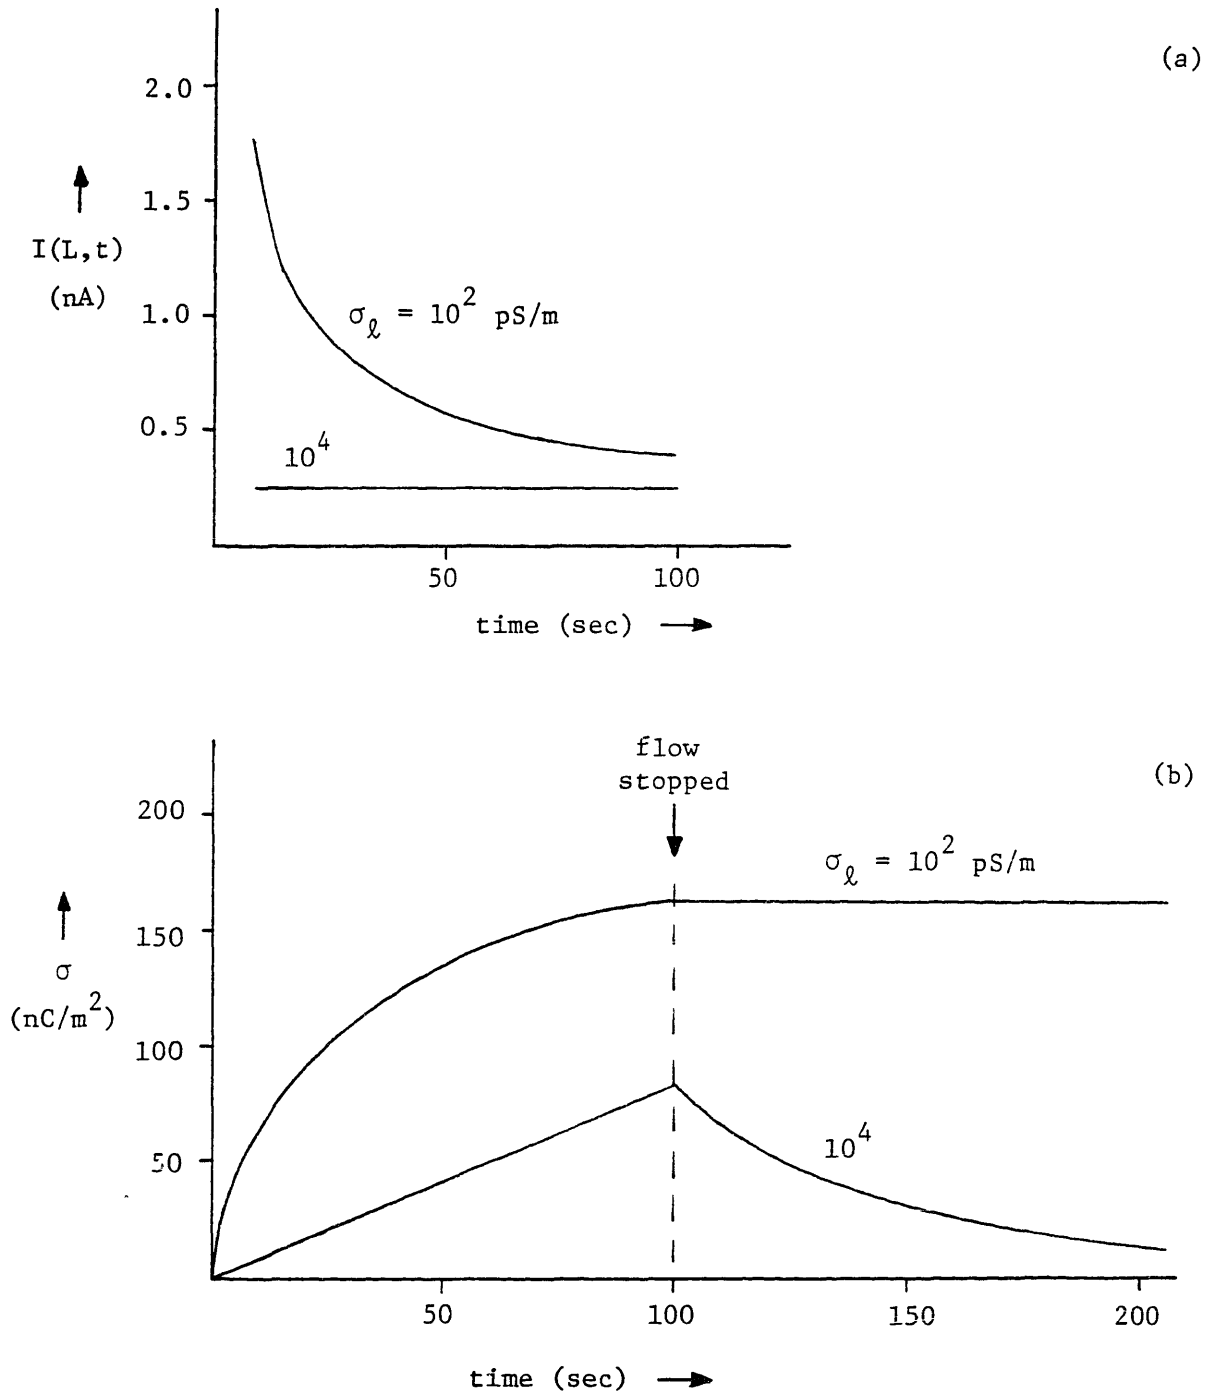 (a)
2.0
1.5
I(L,t)
(nA)
1.0
σℓ = 10² pS/m
0.5
10⁴
50
100
time (sec)
flow
stopped
(b)
200
σℓ = 10² pS/m
150
σ
(nC/m²)
100
10⁴
50
50
100
150
200
time (sec)